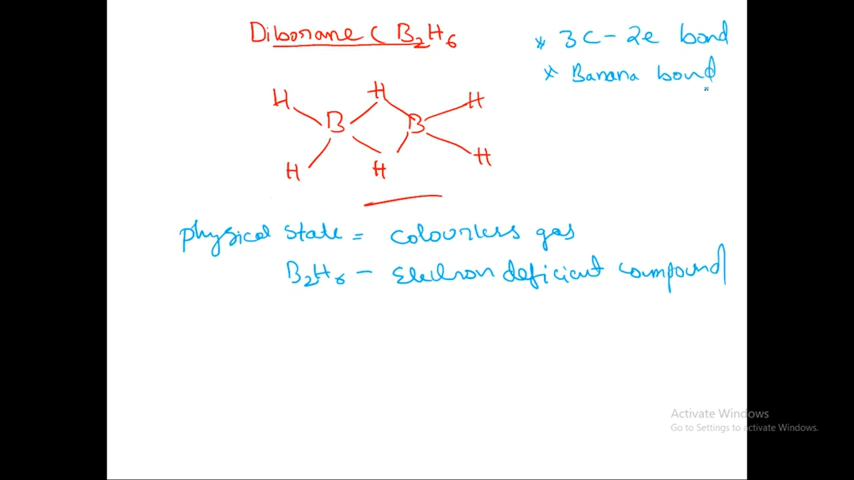 Diborane ( B2H6
* 3C - 2e bond
* Banana bond
H H H
B B
H H H
physical state = colourless gas
B2H6 - Electron deficient compound
Activate Windows
Go to Settings to activate Windows.